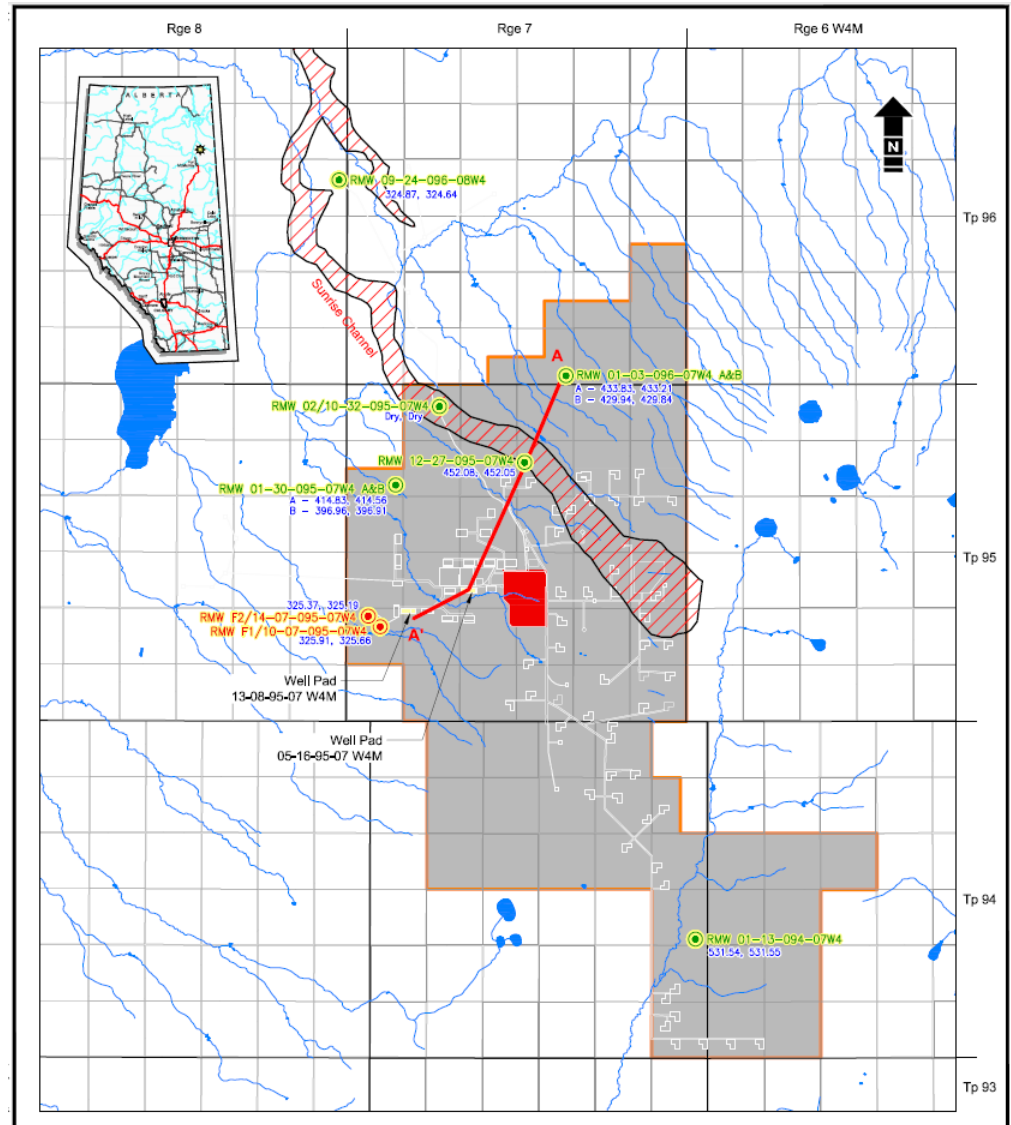 Rge 8
Rge 7
Rge 6 W4M
ALBERTA
N
RMW 09-24-096-08W4
324.87, 324.64
Tp 96
Sunrise Channel
A
RMW 01-03-096-07W4 A&B
A - 433.83, 433.21
B - 429.94, 429.84
RMW 02/10-32-095-07W4
Dry, Dry
RMW 12-27-095-07W4
452.08, 452.05
RMW 01-30-095-07W4 A&B
A - 414.83, 414.56
B - 396.96, 396.91
Tp 95
325.37, 325.19
RMW F2/14-07-095-07W4
RMW F1/10-07-095-07W4
325.91, 325.66
A'
Well Pad
13-08-95-07 W4M
Well Pad
05-16-95-07 W4M
Tp 94
RMW 01-13-094-07W4
531.54, 531.55
Tp 93